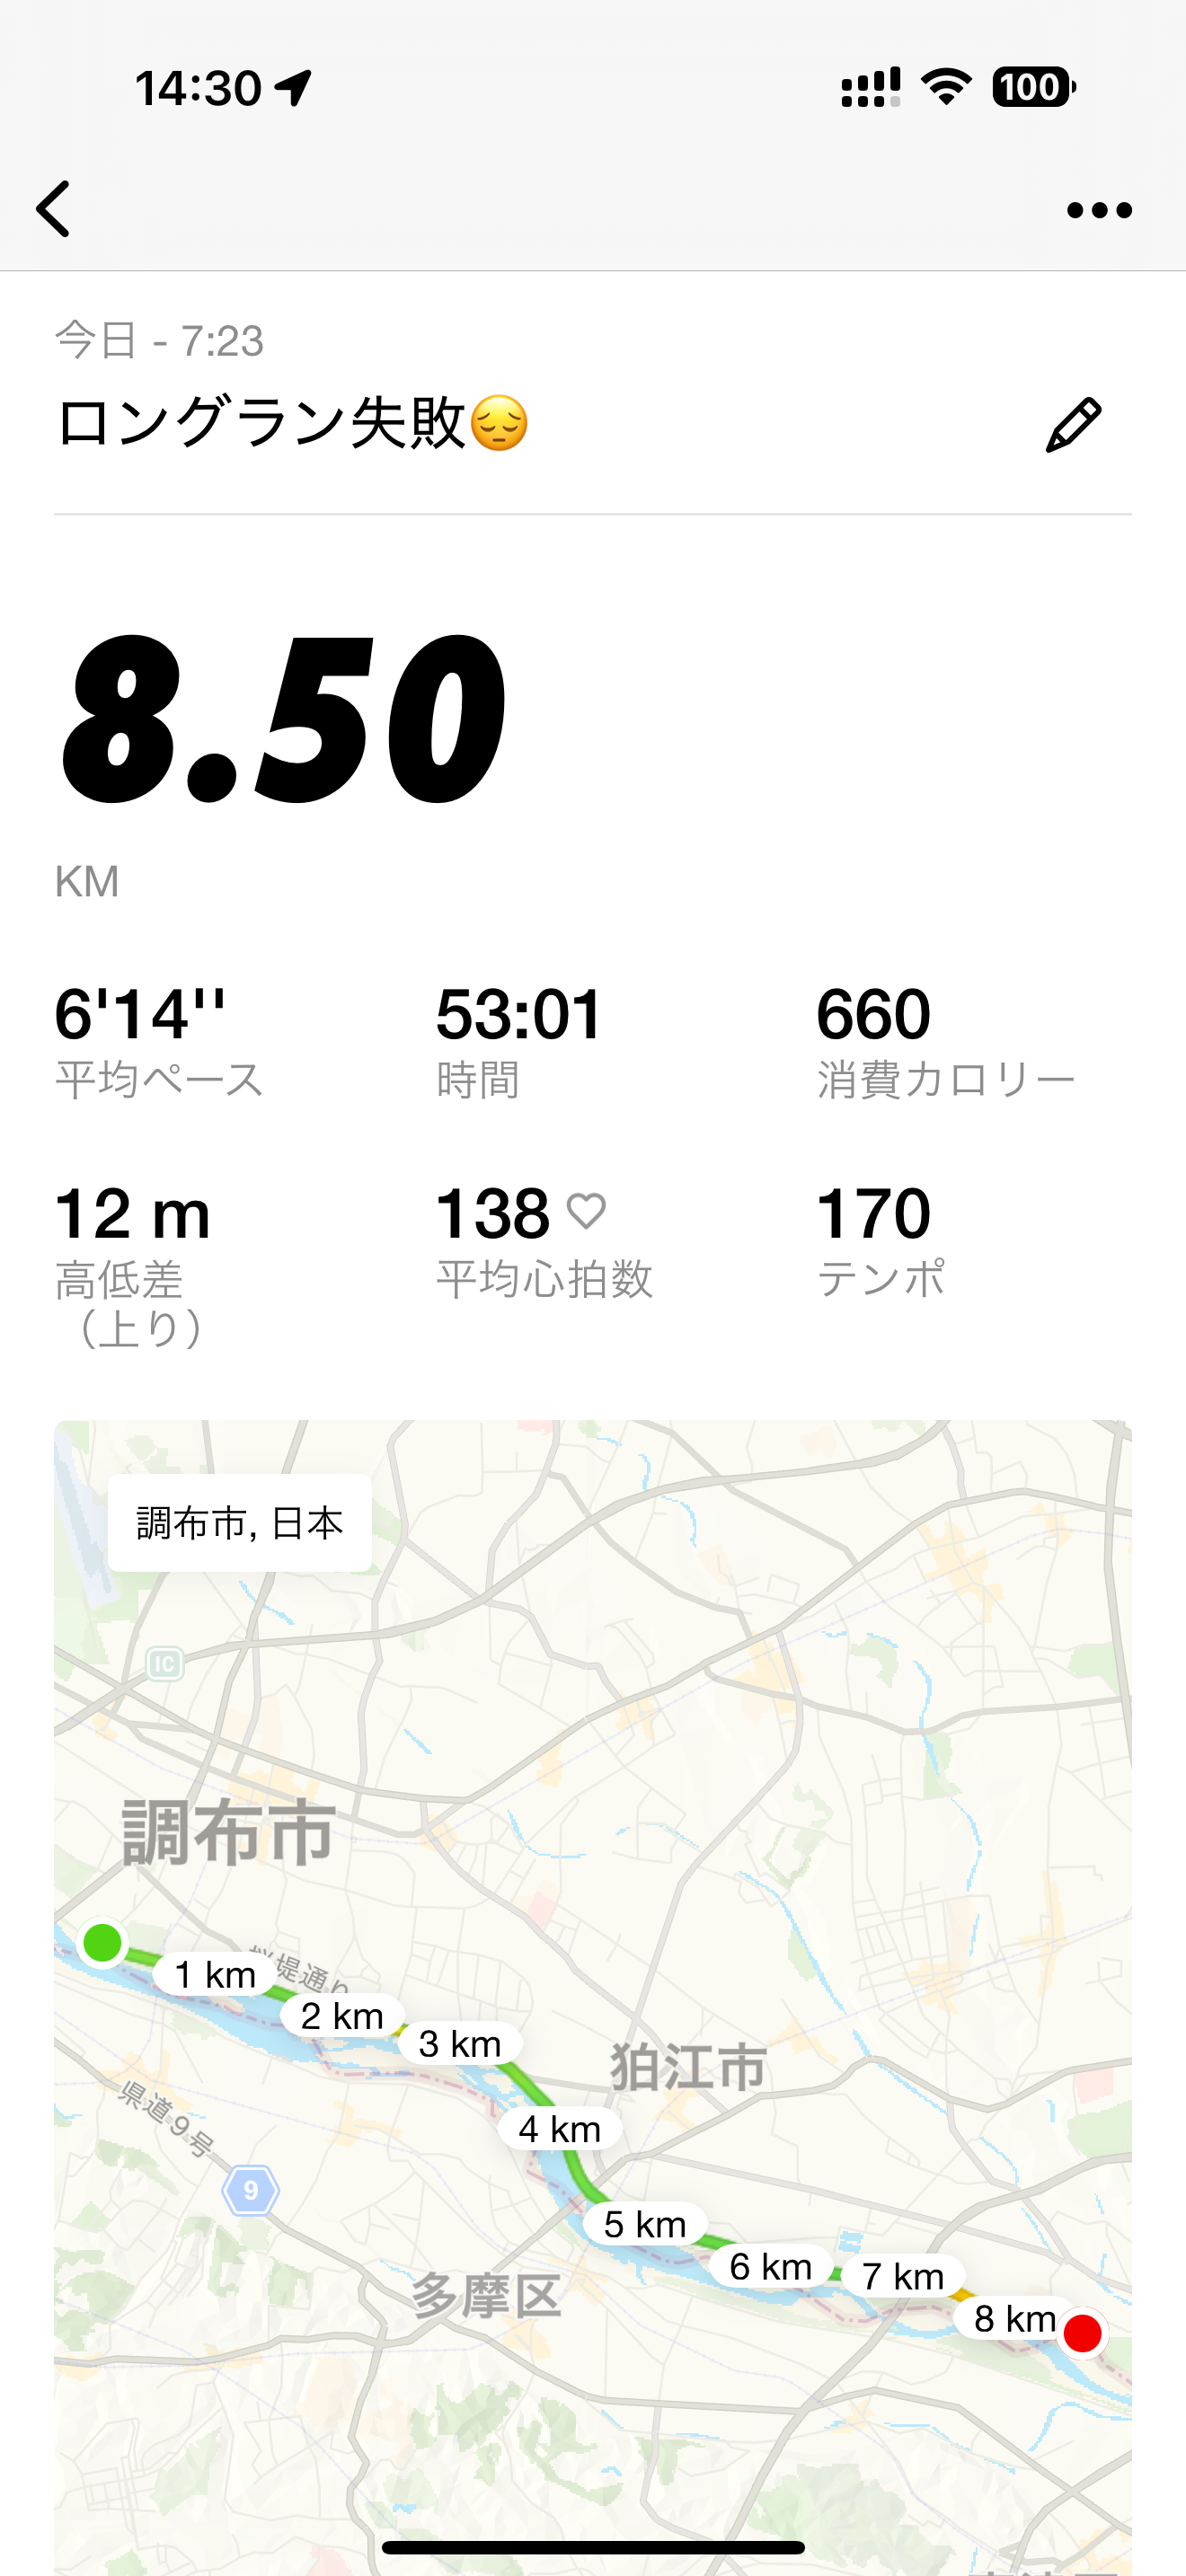 14:30
100
今日 - 7:23
ロングラン失敗😔
8.50
KM
6'14''
53:01
660
平均ペース
時間
消費カロリー
12 m
138
170
高低差
（上り）
平均心拍数
テンポ
調布市, 日本
IC
調布市
桜堤通り
1 km
2 km
3 km
狛江市
県道９号
4 km
9
5 km
6 km
7 km
多摩区
8 km